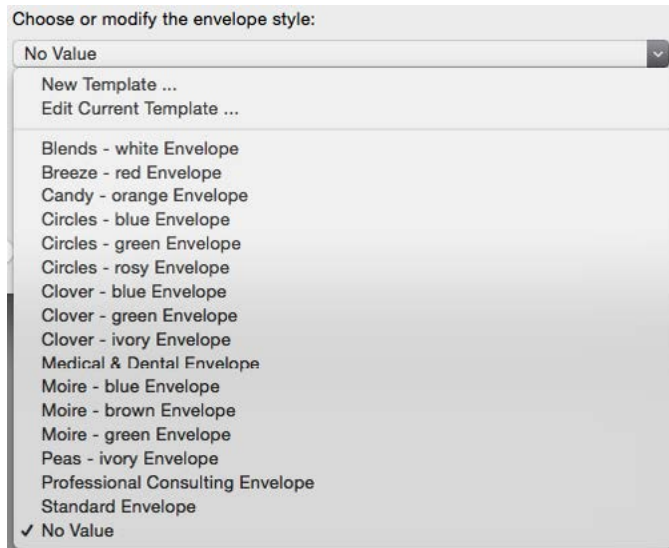 Choose or modify the envelope style:
No Value
New Template ...
Edit Current Template ...
Blends - white Envelope
Breeze - red Envelope
Candy - orange Envelope
Circles - blue Envelope
Circles - green Envelope
Circles - rosy Envelope
Clover - blue Envelope
Clover - green Envelope
Clover - ivory Envelope
Medical & Dental Envelope
Moire - blue Envelope
Moire - brown Envelope
Moire - green Envelope
Peas - ivory Envelope
Professional Consulting Envelope
Standard Envelope
✓ No Value